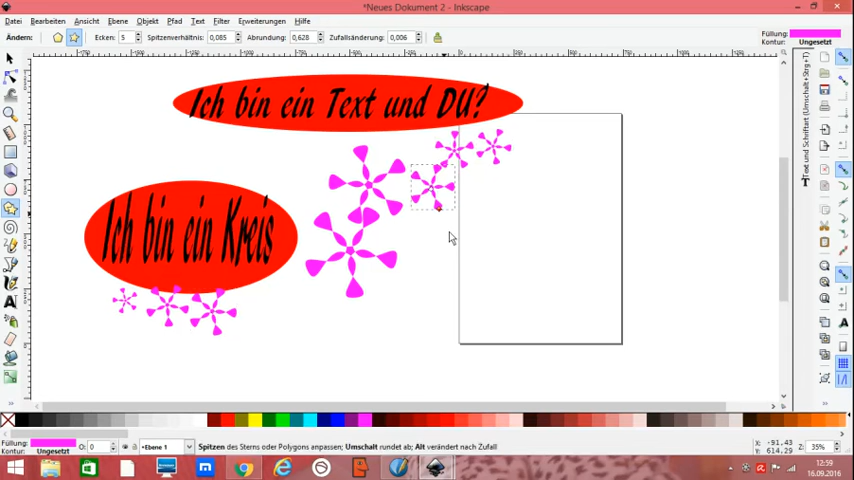 *Neues Dokument 2 - Inkscape
Datei Bearbeiten Ansicht Ebene Objekt Pfad Text Filter Erweiterungen Hilfe
Ändern: Ecken: 5 Spitzenverhältnis: 0,085 Abrundung: 0,628 Zufallsänderung: 0,006
Füllung:
Kontur: Ungesetzt
Ich bin ein Text und DU?
Ich bin ein Kreis
Text und Schriftart (Umschalt+Strg+T)
Füllung:
Kontur:
Ungesetzt
O: 0
•Ebene 1
Spitzen des Sterns oder Polygons anpassen; Umschalt rundet ab; Alt verändert nach Zufall
X: -91,43
Y: 614,29
Z: 35%
12:59
16.09.2016